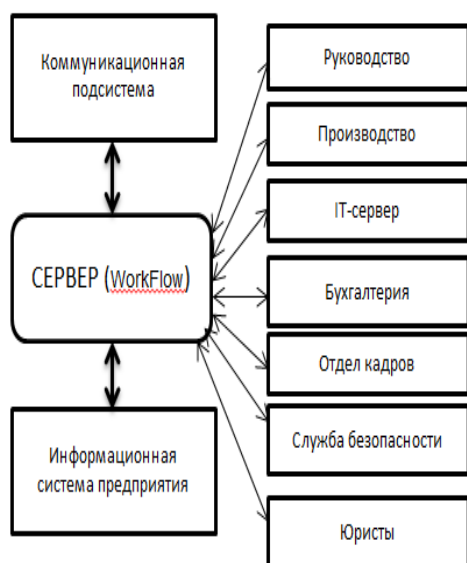 Коммуникационная
подсистема
СЕРВЕР (WorkFlow)
Информационная
система предприятия
Руководство
Производство
IT-сервер
Бухгалтерия
Отдел кадров
Служба безопасности
Юристы